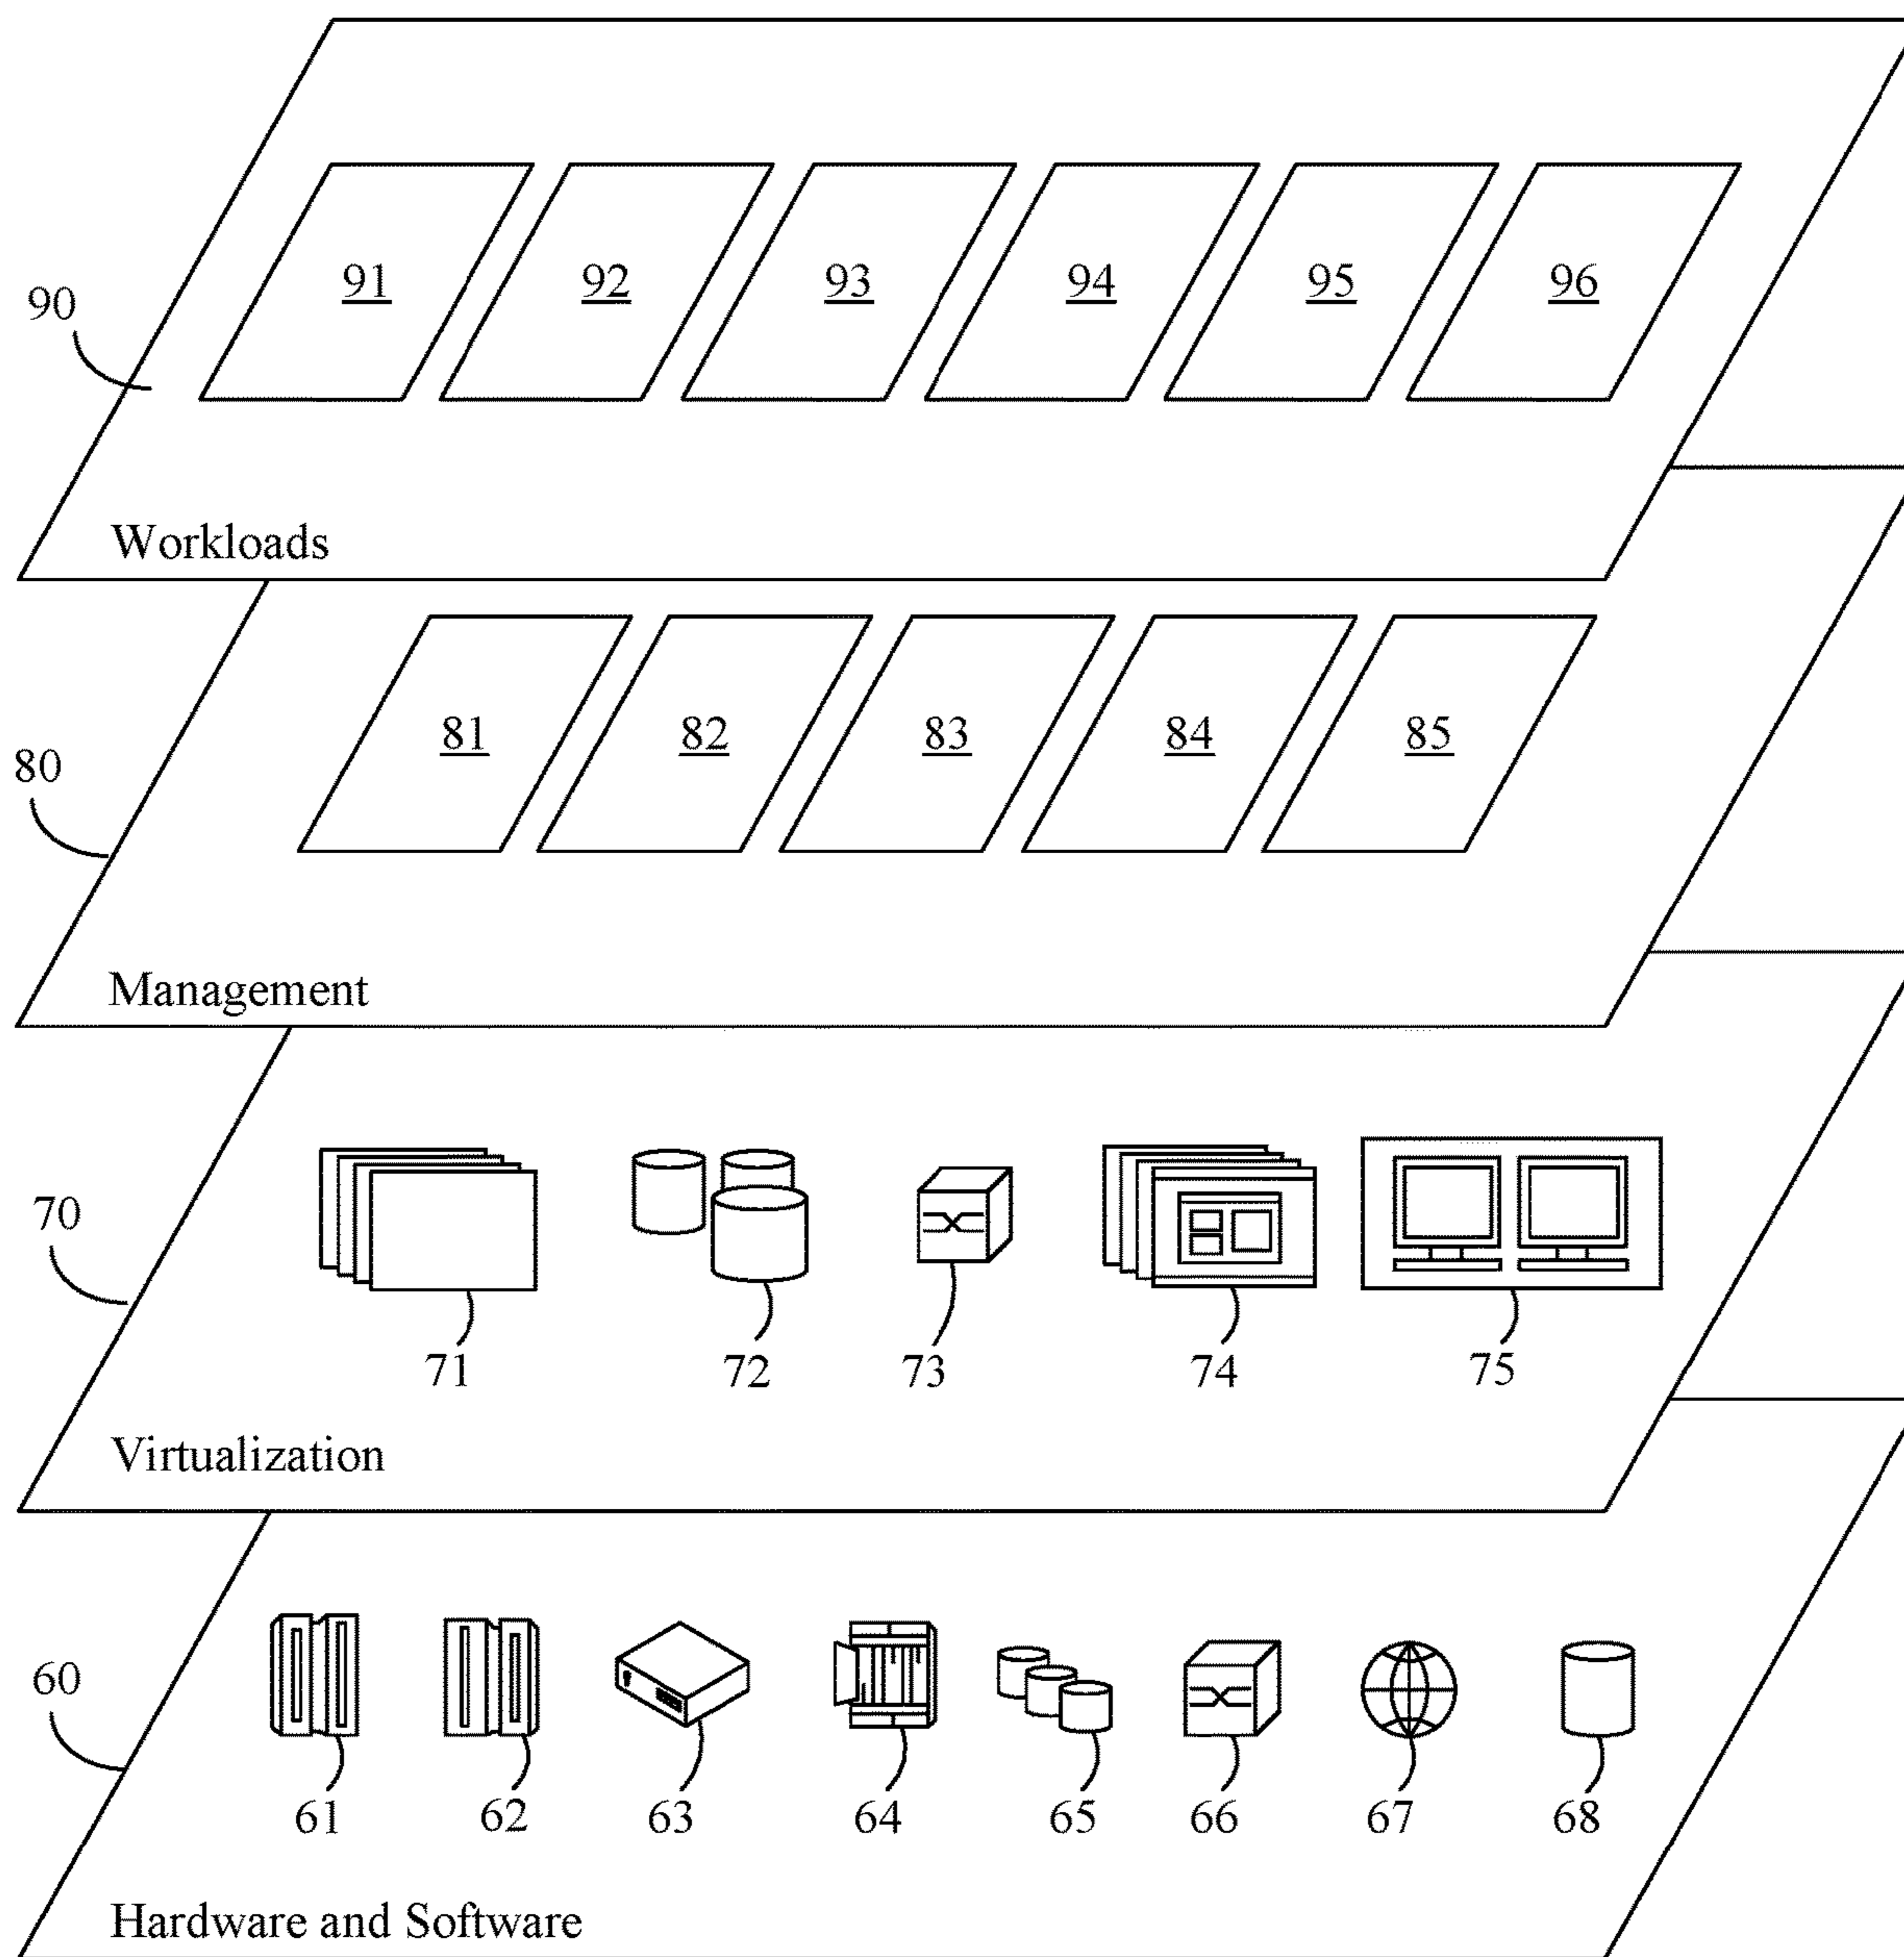 91 92 93 94 95 96
90
Workloads
81 82 83 84 85
80
Management
70
71 72 73 74 75
Virtualization
60
61 62 63 64 65 66 67 68
Hardware and Software